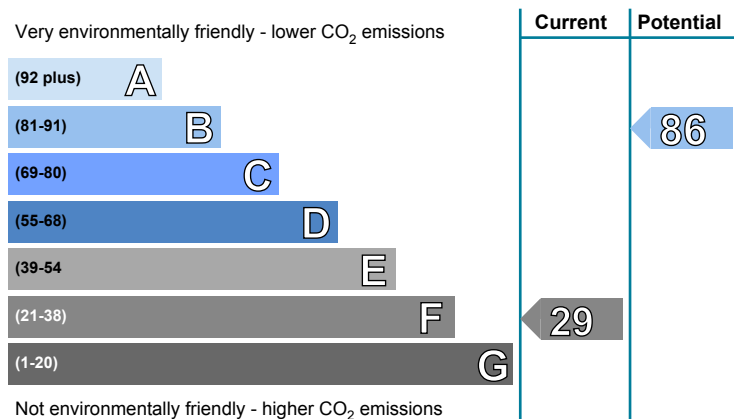 Current Potential
Very environmentally friendly - lower CO₂ emissions
(92 plus) A
(81-91) B 86
(69-80) C
(55-68) D
(39-54 E
(21-38) F 29
(1-20) G
Not environmentally friendly - higher CO₂ emissions